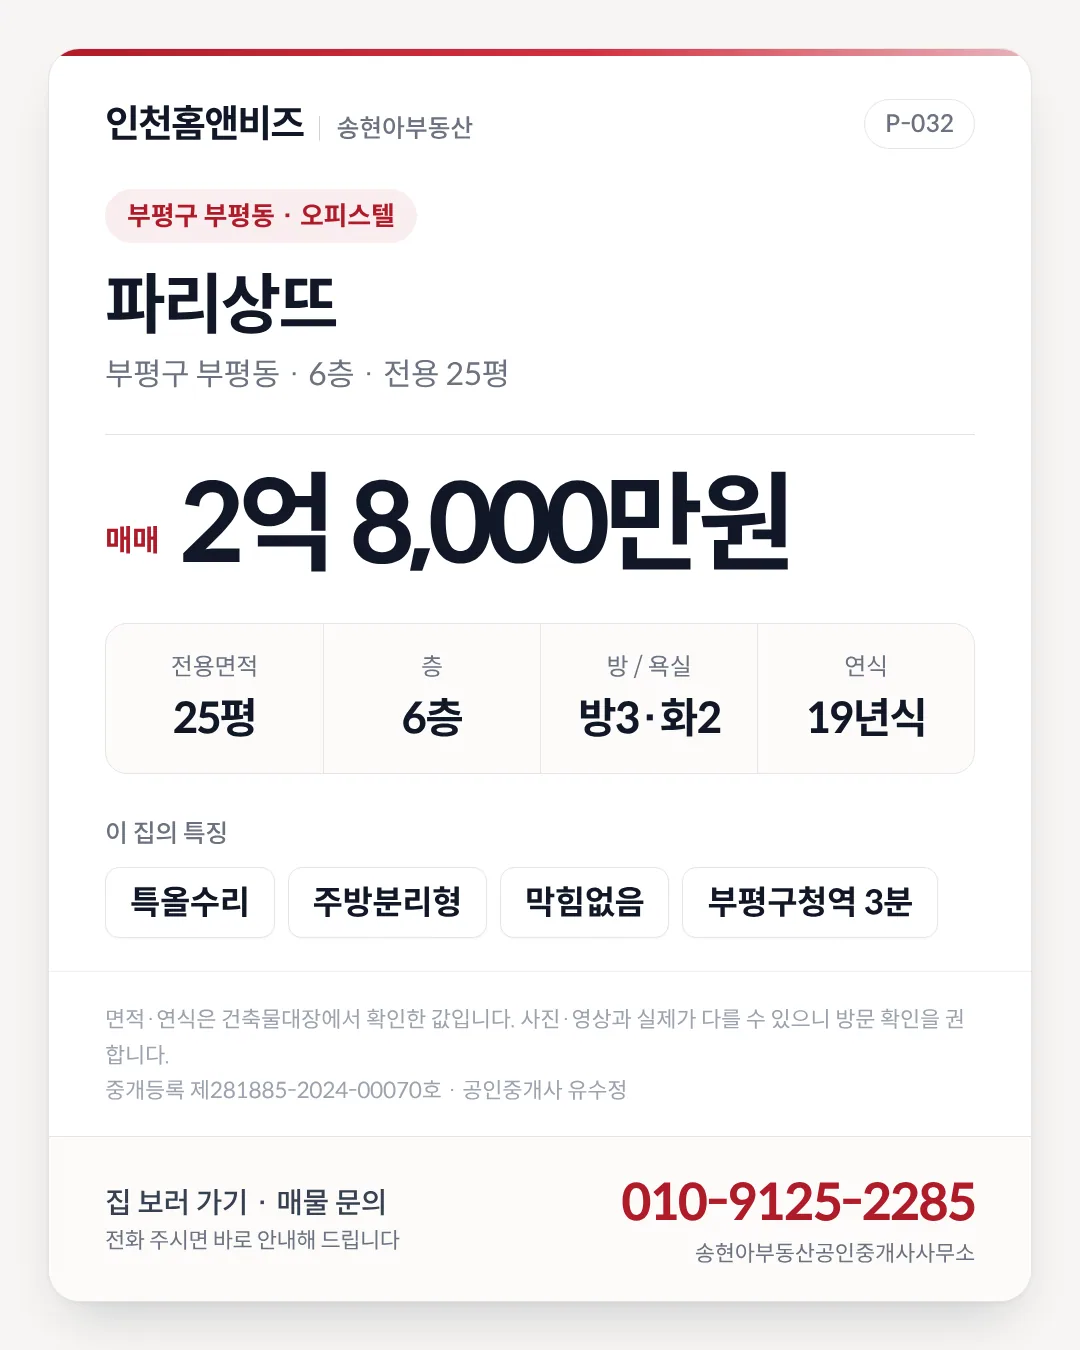 인천홈앤비즈 | 송현아부동산
P-032
부평구 부평동 · 오피스텔
파리상뜨
부평구 부평동 · 6층 · 전용 25평
매매 2억 8,000만원
전용면적 층 방 / 욕실 연식
25평 6층 방3·화2 19년식
이 집의 특징
특올수리 주방분리형 막힘없음 부평구청역 3분
면적·연식은 건축물대장에서 확인한 값입니다. 사진·영상과 실제가 다를 수 있으니 방문 확인을 권
합니다.
중개등록 제281885-2024-00070호 · 공인중개사 유수정
집 보러 가기 · 매물 문의
전화 주시면 바로 안내해 드립니다
010-9125-2285
송현아부동산공인중개사사무소